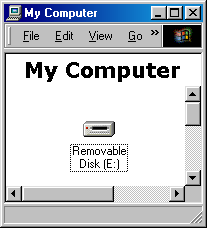 My Computer
File Edit View Go »
My Computer
Removable
Disk (E:)